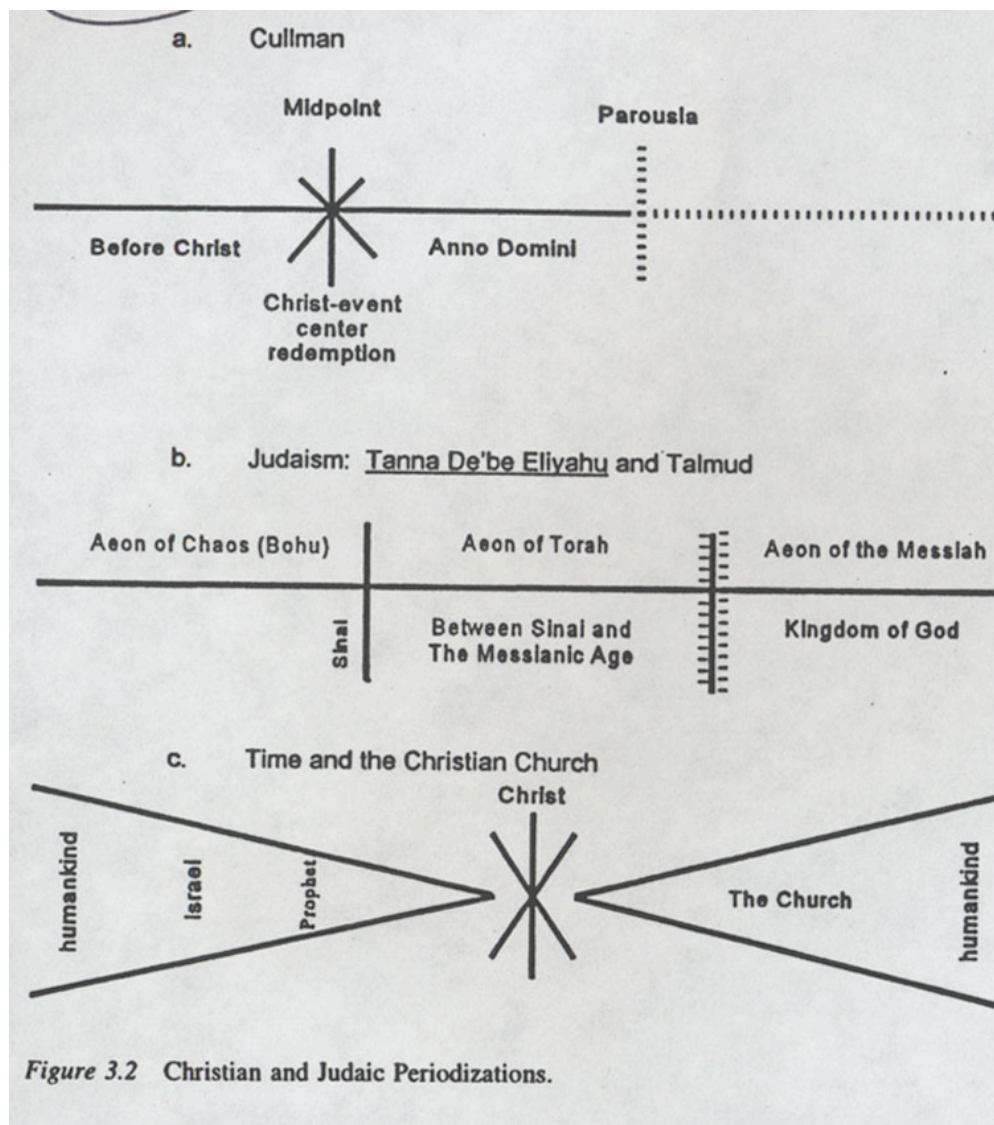 a. Cullman
Midpoint
Parousia
Before Christ
Anno Domini
Christ-event
center
redemption
b. Judaism: Tanna De'be Eliyahu and Talmud
Aeon of Chaos (Bohu)
Aeon of Torah
Aeon of the Messiah
Sinai
Between Sinai and
The Messianic Age
Kingdom of God
c. Time and the Christian Church
Christ
humankind
Israel
Prophet
The Church
humankind
Figure 3.2 Christian and Judaic Periodizations.